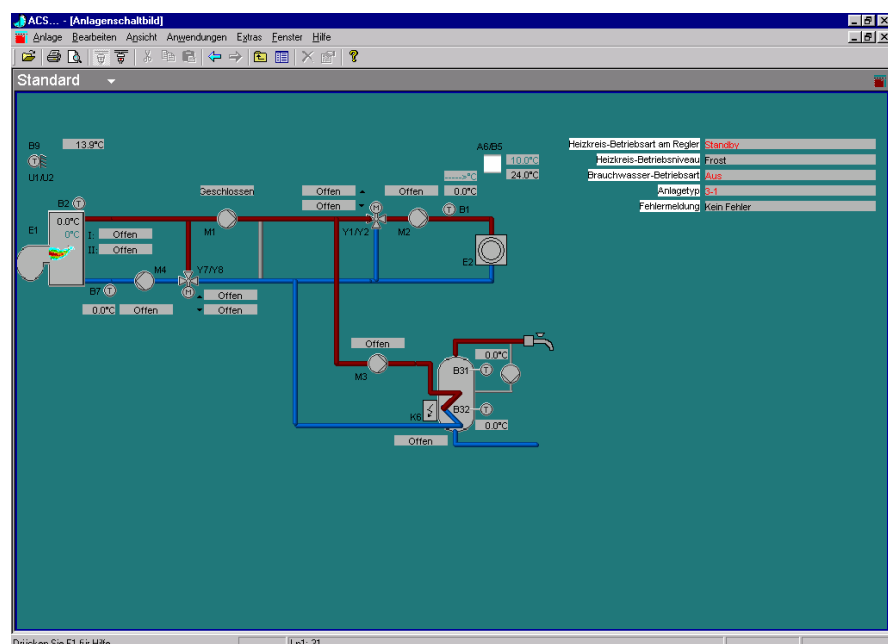 ACS... - [Anlagenschaltbild]
Anlage Bearbeiten Ansicht Anwendungen Extras Fenster Hilfe
Standard
B9 13.9°C
U1/U2
A6/B5
10.0°C
----->°C 24.0°C
Heizkreis-Betriebsart am Regler Standby
Heizkreis-Betriebsniveau Frost
Brauchwasser-Betriebsart Aus
Anlagetyp 3-1
Fehlermeldung Kein Fehler
Geschlossen Offen Offen 0.0°C
Offen
B2 T
M B1 T
E1 0.0°C
0°C I: Offen
II: Offen
M1 Y1/Y2 M2
E2
M4 Y7/Y8
B7 T M Offen
0.0°C Offen Offen
Offen
M3
0.0°C
B31 T
K6 B32 T
0.0°C
Offen
Drücken Sie F1 für Hilfe Ln1: 31